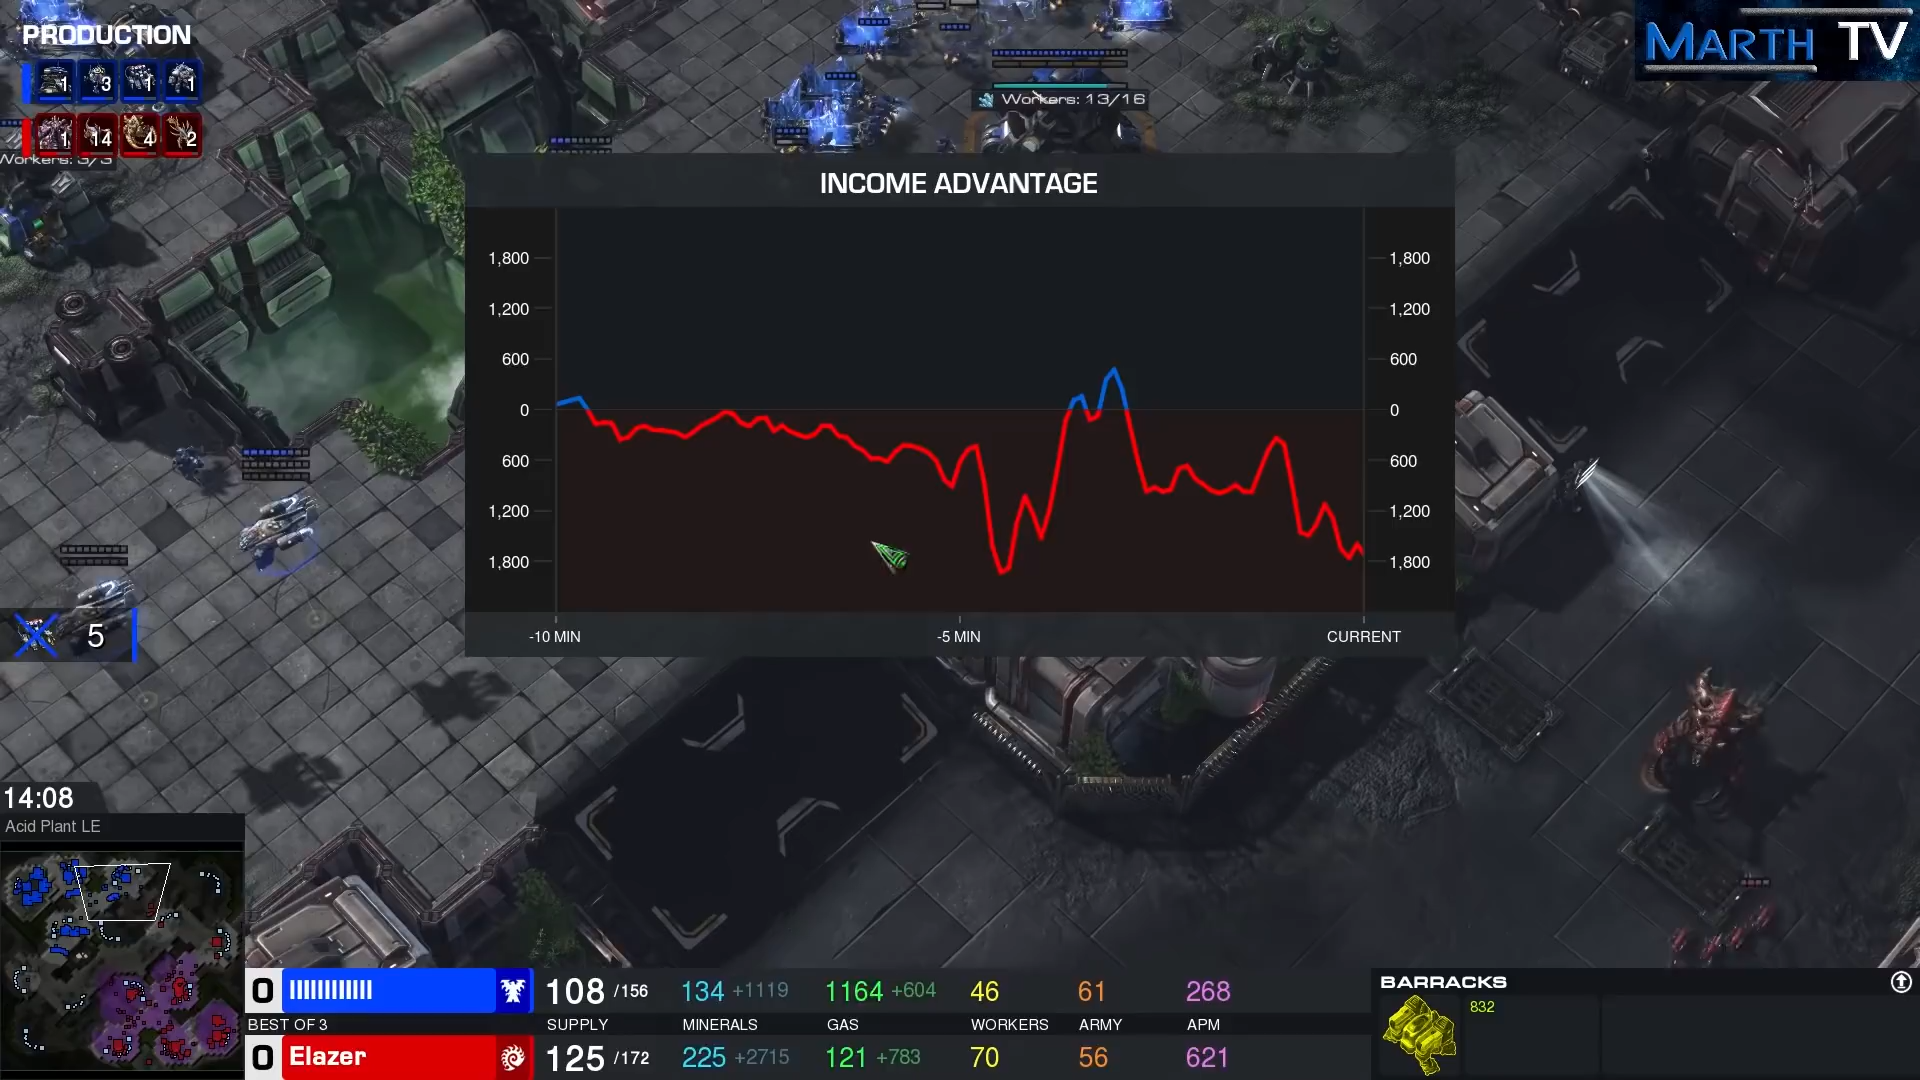 PRODUCTION
1 3 1 1
1 14 4 2
Workers: 3/3
MARTH TV
Workers: 13/16
INCOME ADVANTAGE
1,800 1,800
1,200 1,200
600 600
0 0
600 600
1,200 1,200
1,800 1,800
-10 MIN -5 MIN CURRENT
5
14:08
Acid Plant LE
0 IIIIIIIIIIII 108 /156 134 +1119 1164 +604 46 61 268
BEST OF 3 SUPPLY MINERALS GAS WORKERS ARMY APM
0 Elazer 125 /172 225 +2715 121 +783 70 56 621
BARRACKS
832